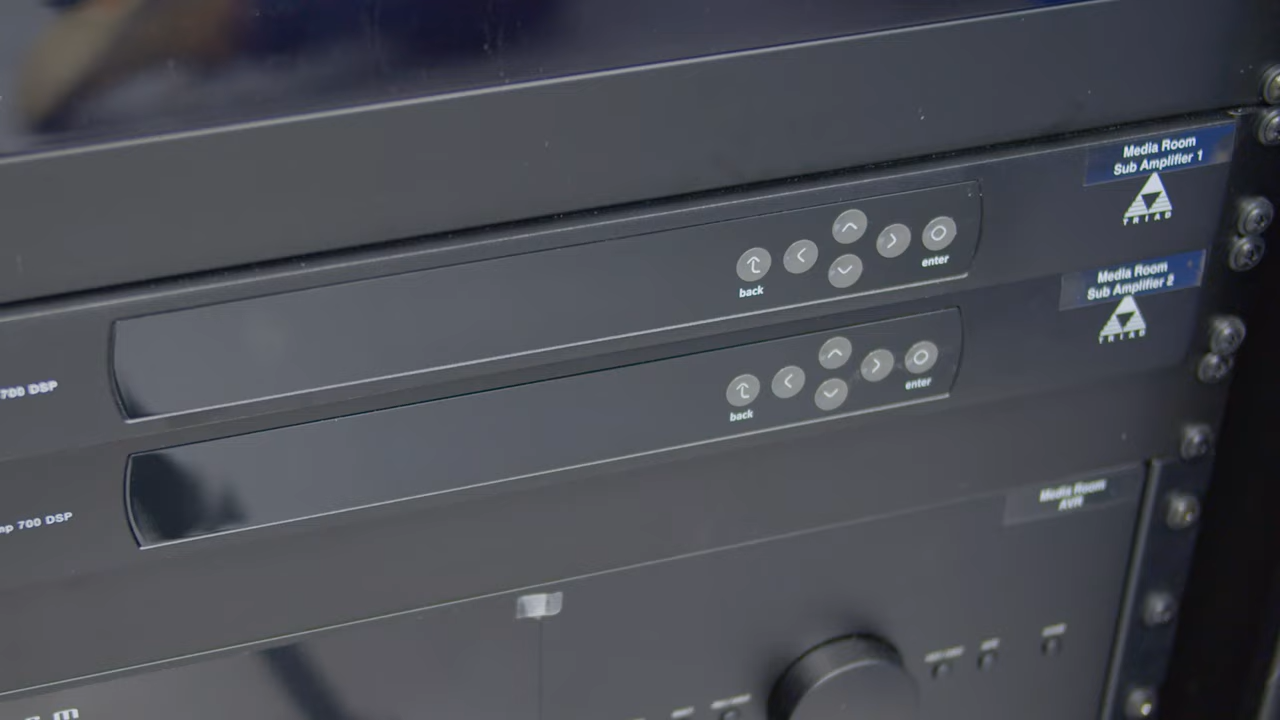 Media Room
Sub Amplifier 1
TRIAD
back
enter
700 DSP
Media Room
Sub Amplifier 2
TRIAD
back
enter
700 DSP
Media Room
AVR